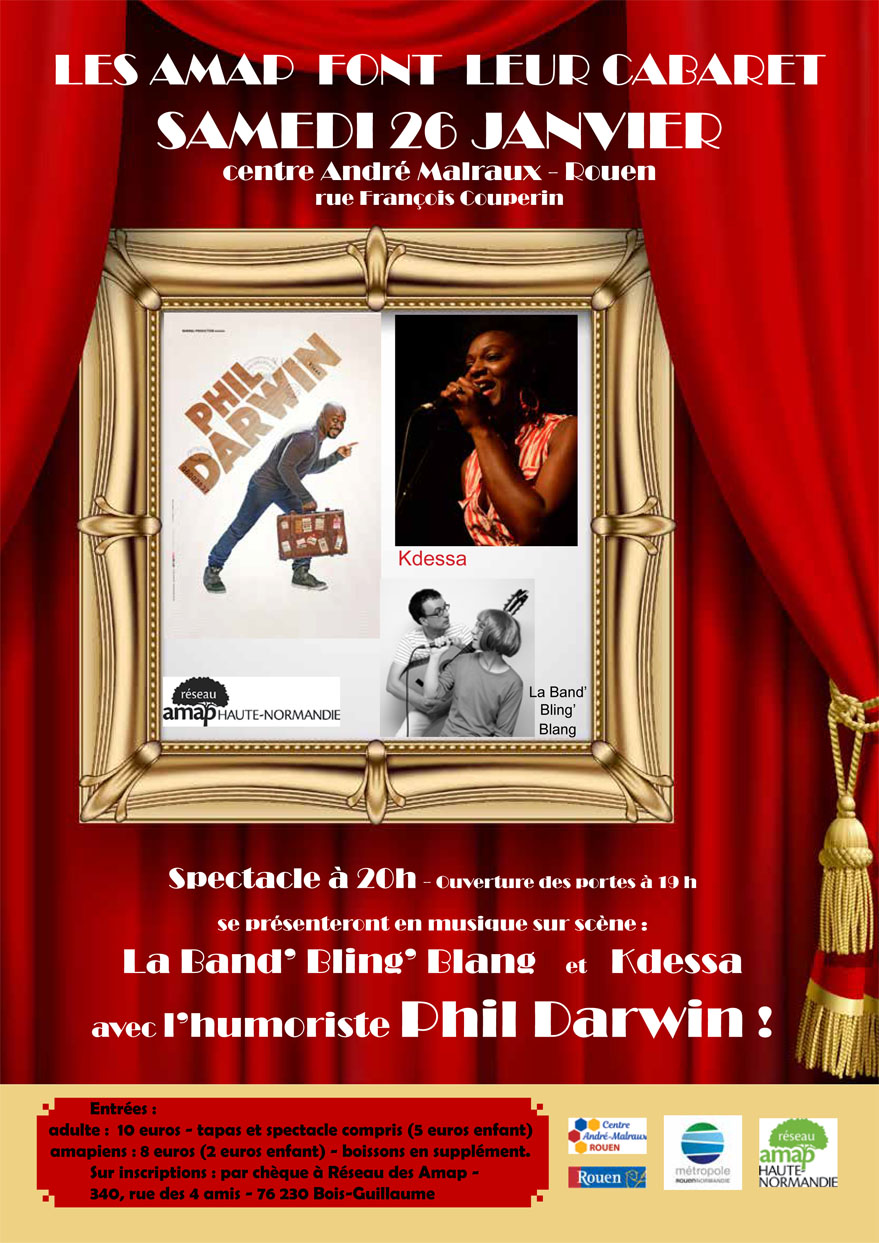 LES AMAP FONT LEUR CABARET
SAMEDI 26 JANVIER
centre André Malraux - Rouen
rue François Couperin
PHIL
DARWIN
Kdessa
réseau
amap HAUTE-NORMANDIE
La Band'
Bling'
Blang
Spectacle à 20h - Ouverture des portes à 19 h
se présenteront en musique sur scène :
La Band' Bling' Blang et Kdessa
avec l'humoriste Phil Darwin !
Entrées :
adulte : 10 euros - tapas et spectacle compris (5 euros enfant)
amapiens : 8 euros (2 euros enfant) - boissons en supplément.
Sur inscriptions : par chèque à Réseau des Amap -
340, rue des 4 amis - 76 230 Bois-Guillaume
Centre
André-Malraux
ROUEN
Rouen
métropole
ROUENNORMANDIE
réseau
amap
HAUTE
NORMANDIE